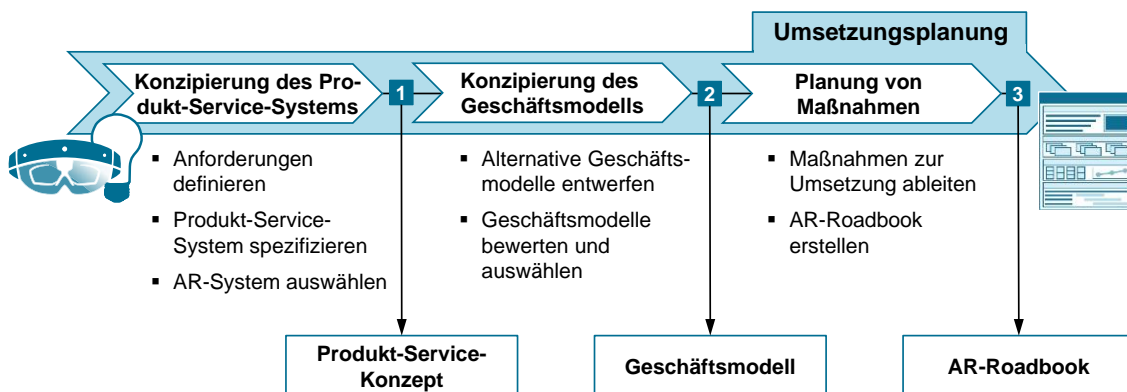 Umsetzungsplanung
Konzipierung des Pro-
dukt-Service-Systems
1
Konzipierung des
Geschäftsmodells
2
Planung von
Maßnahmen
3
▪ Anforderungen
definieren
▪ Produkt-Service-
System spezifizieren
▪ AR-System auswählen
▪ Alternative Geschäfts-
modelle entwerfen
▪ Geschäftsmodelle
bewerten und
auswählen
▪ Maßnahmen zur
Umsetzung ableiten
▪ AR-Roadbook
erstellen
Produkt-Service-
Konzept
Geschäftsmodell
AR-Roadbook